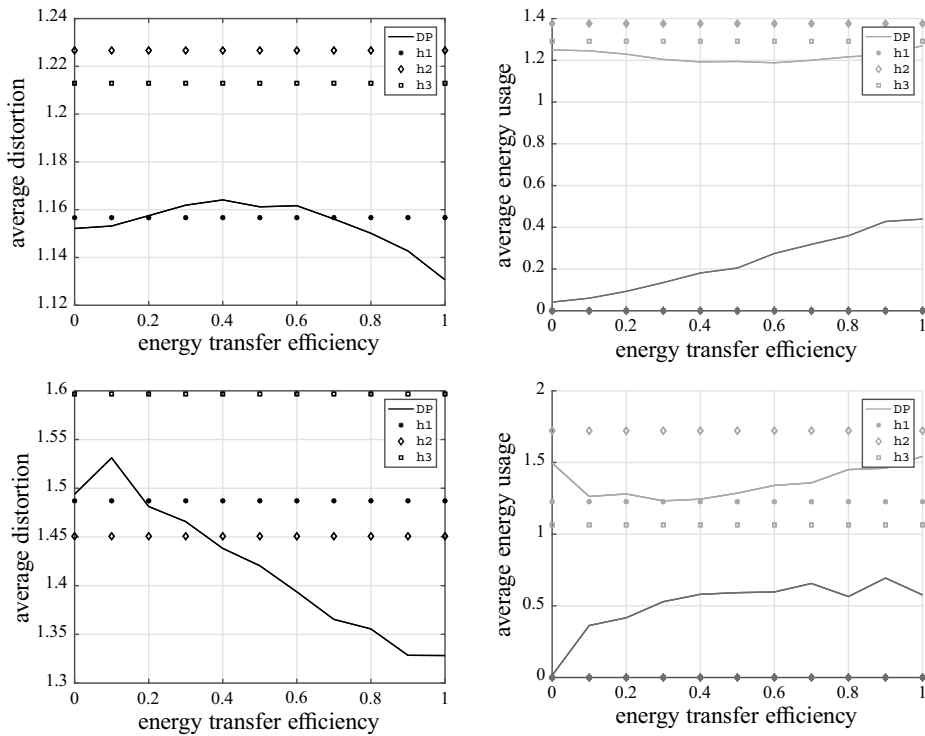 1.24
1.22
1.22
1.16
1.16
1.14
1.12
average distortion
DP
h1
h2
h3
0 0.2 0.4 0.6 0.8 1
energy transfer efficiency
1.4
1.2
1
0.8
0.6
0.4
0.2
0
average energy usage
DP
h1
h2
h3
0 0.2 0.4 0.6 0.8 1
energy transfer efficiency
1.6
1.55
1.5
1.45
1.4
1.35
1.3
average distortion
DP
h1
h2
h3
0 0.2 0.4 0.6 0.8 1
energy transfer efficiency
2
1.5
1
0.5
0
average energy usage
DP
h1
h2
h3
0 0.2 0.4 0.6 0.8 1
energy transfer efficiency